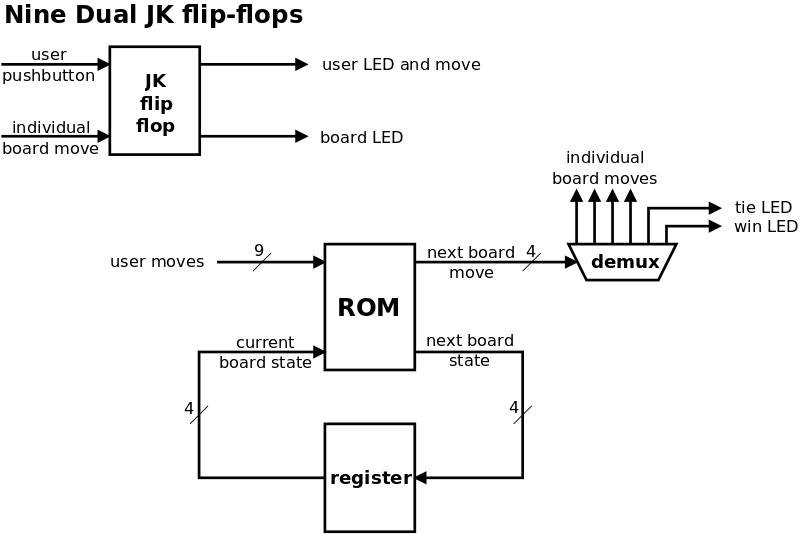 Nine Dual JK flip-flops
user
pushbutton
JK
flip
flop
user LED and move
individual
board move
board LED
individual
board moves
tie LED
win LED
demux
user moves
9
ROM
next board
move
4
current
board state
next board
state
4
4
register